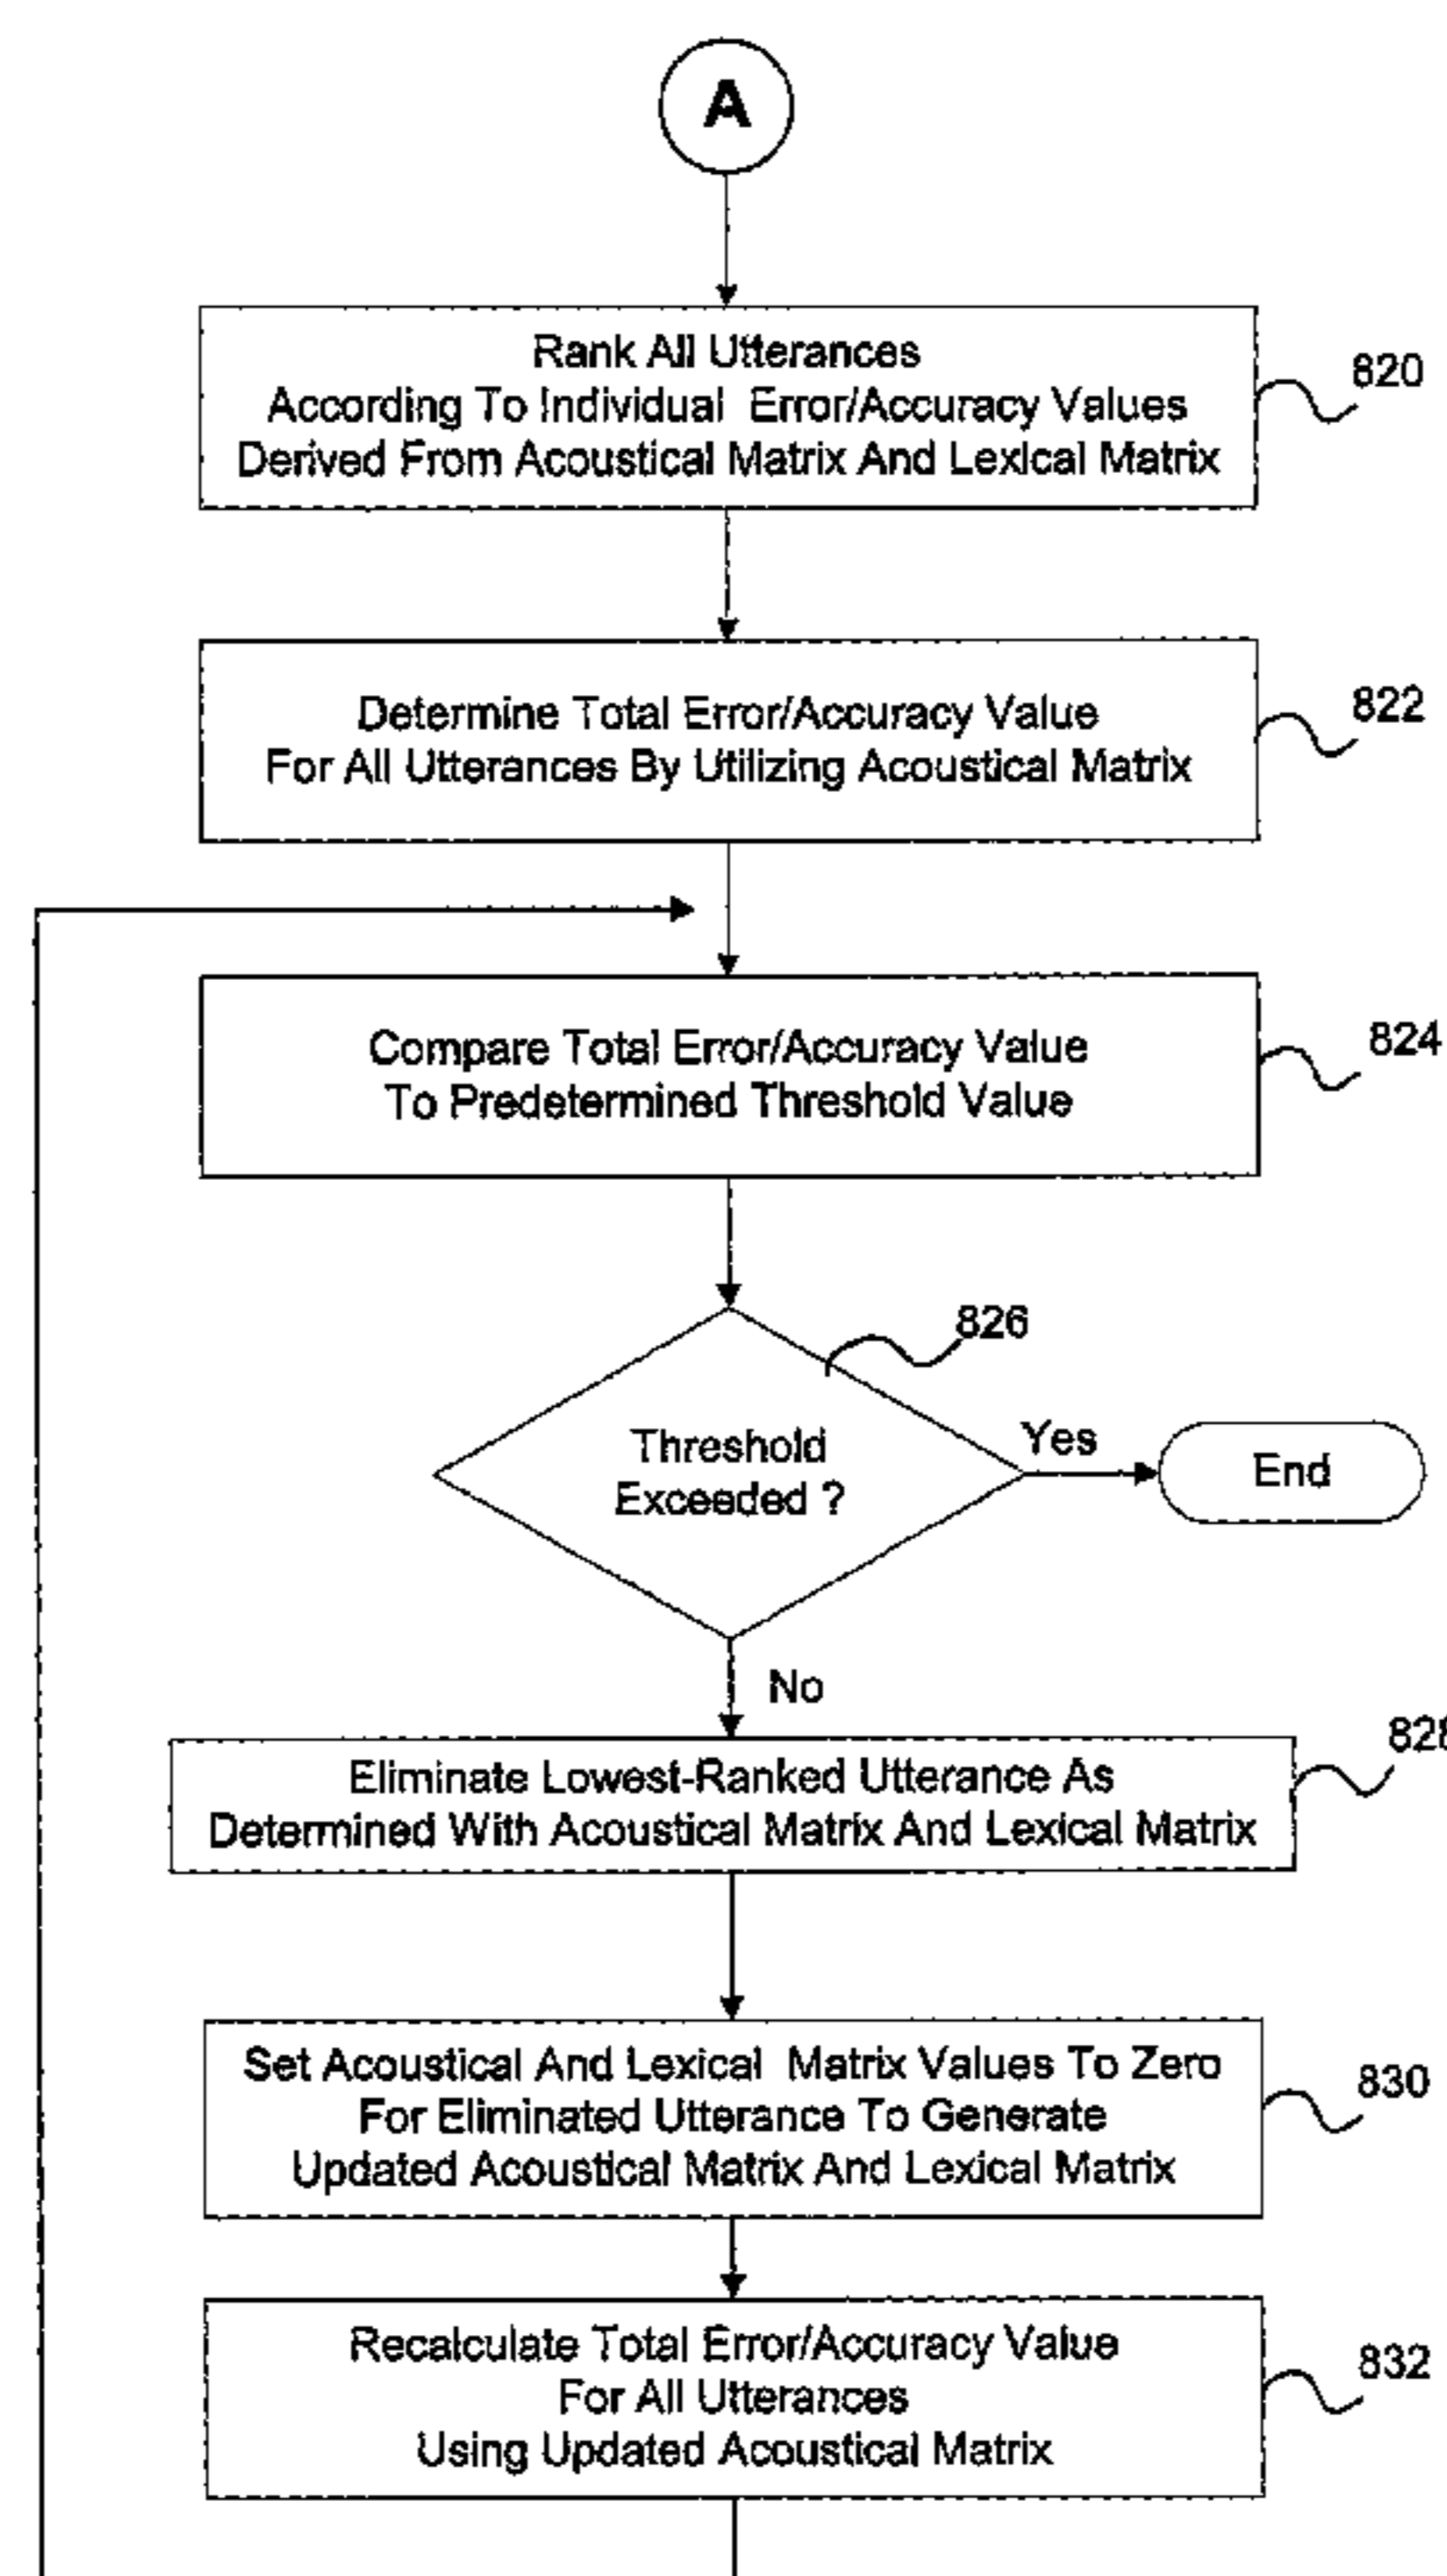 A
Rank All Utterances
According To Individual Error/Accuracy Values
Derived From Acoustical Matrix And Lexical Matrix
820
Determine Total Error/Accuracy Value
For All Utterances By Utilizing Acoustical Matrix
822
Compare Total Error/Accuracy Value
To Predetermined Threshold Value
824
826
Threshold
Exceeded ?
Yes
End
No
Eliminate Lowest-Ranked Utterance As
Determined With Acoustical Matrix And Lexical Matrix
828
Set Acoustical And Lexical Matrix Values To Zero
For Eliminated Utterance To Generate
Updated Acoustical Matrix And Lexical Matrix
830
Recalculate Total Error/Accuracy Value
For All Utterances
Using Updated Acoustical Matrix
832